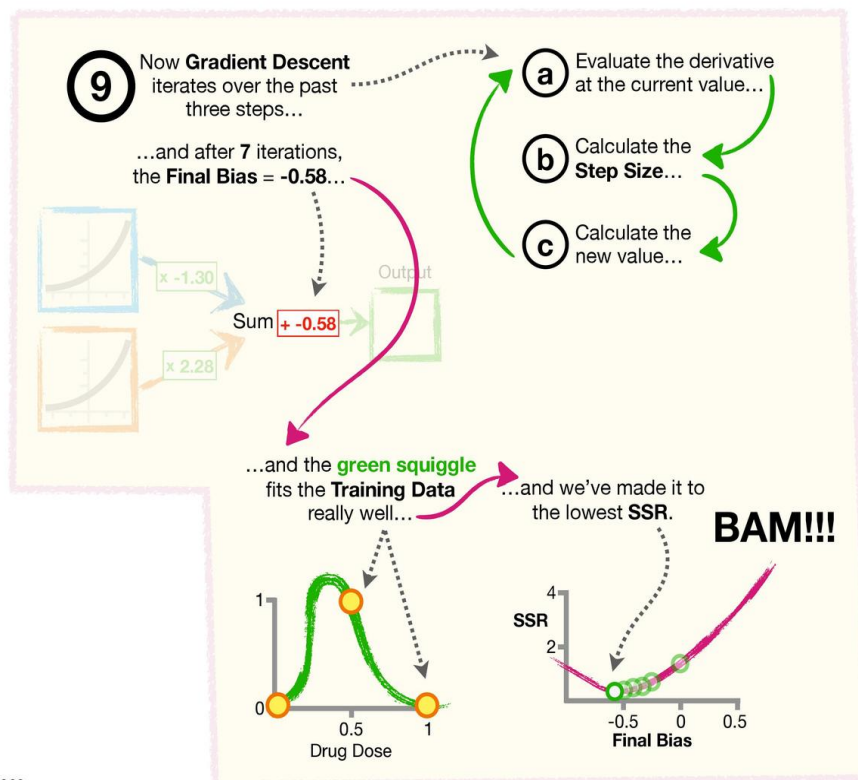 9
Now Gradient Descent
iterates over the past
three steps...
a
Evaluate the derivative
at the current value...
b
Calculate the
Step Size...
c
Calculate the
new value...
...and after 7 iterations,
the Final Bias = -0.58...
x -1.30
Output
Sum + -0.58
x 2.28
...and the green squiggle
fits the Training Data
really well...
...and we've made it to
the lowest SSR.
BAM!!!
1
0
0.5
1
Drug Dose
4
SSR
2
-0.5
0
0.5
Final Bias